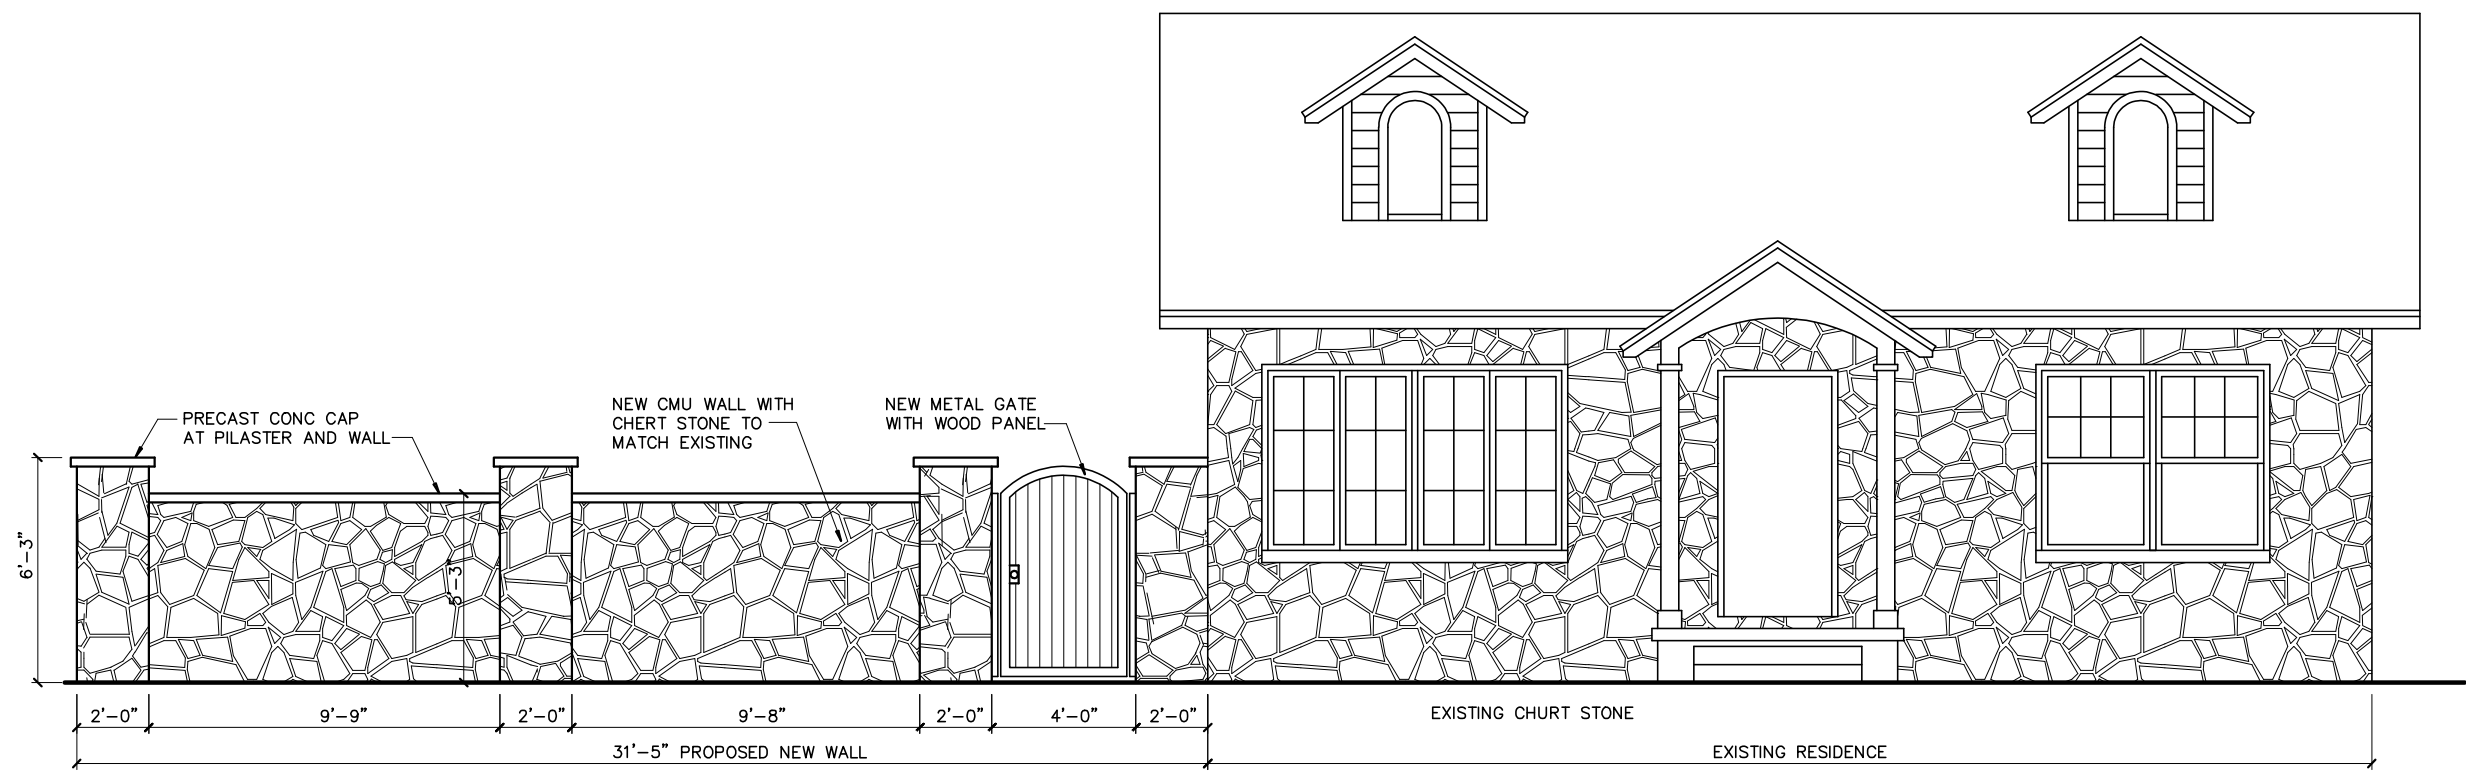 PRECAST CONC CAP
AT PILASTER AND WALL
NEW CMU WALL WITH
CHERT STONE TO
MATCH EXISTING
NEW METAL GATE
WITH WOOD PANEL
6'-3"
5'-3"
2'-0"
9'-9"
2'-0"
9'-8"
2'-0"
4'-0"
2'-0"
EXISTING CHURT STONE
31'-5" PROPOSED NEW WALL
EXISTING RESIDENCE